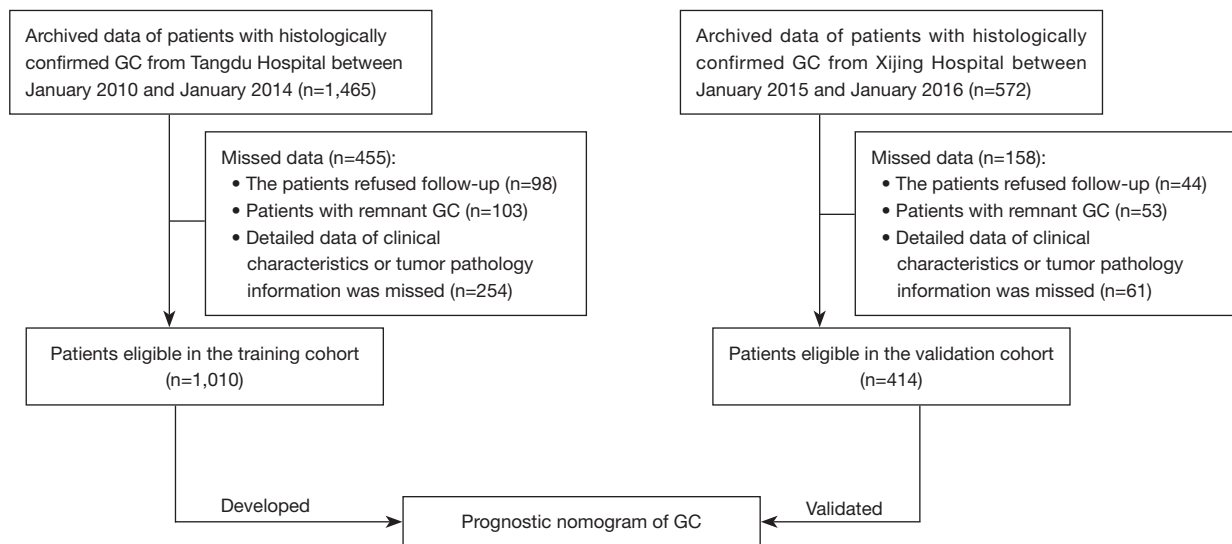 Archived data of patients with histologically
confirmed GC from Tangdu Hospital between
January 2010 and January 2014 (n=1,465)
Missed data (n=455):
• The patients refused follow-up (n=98)
• Patients with remnant GC (n=103)
• Detailed data of clinical
characteristics or tumor pathology
information was missed (n=254)
Patients eligible in the training cohort
(n=1,010)
Archived data of patients with histologically
confirmed GC from Xijing Hospital between
January 2015 and January 2016 (n=572)
Missed data (n=158):
• The patients refused follow-up (n=44)
• Patients with remnant GC (n=53)
• Detailed data of clinical
characteristics or tumor pathology
information was missed (n=61)
Patients eligible in the validation cohort
(n=414)
Developed
Prognostic nomogram of GC
Validated